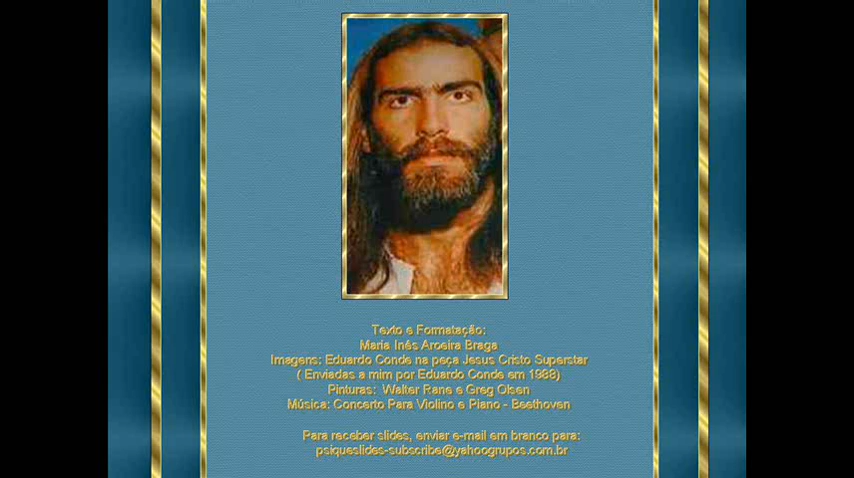 Texto e Formatação:
Maria Inês Aroeira Braga
Imagens: Eduardo Conde na peça Jesus Cristo Superstar
( Enviadas a mim por Eduardo Conde em 1988)
Pinturas: Walter Rane e Greg Olsen
Música: Concerto Para Violino e Piano - Beethoven
Para receber slides, enviar e-mail em branco para:
psiqueslides-subscribe@yahoogrupos.com.br